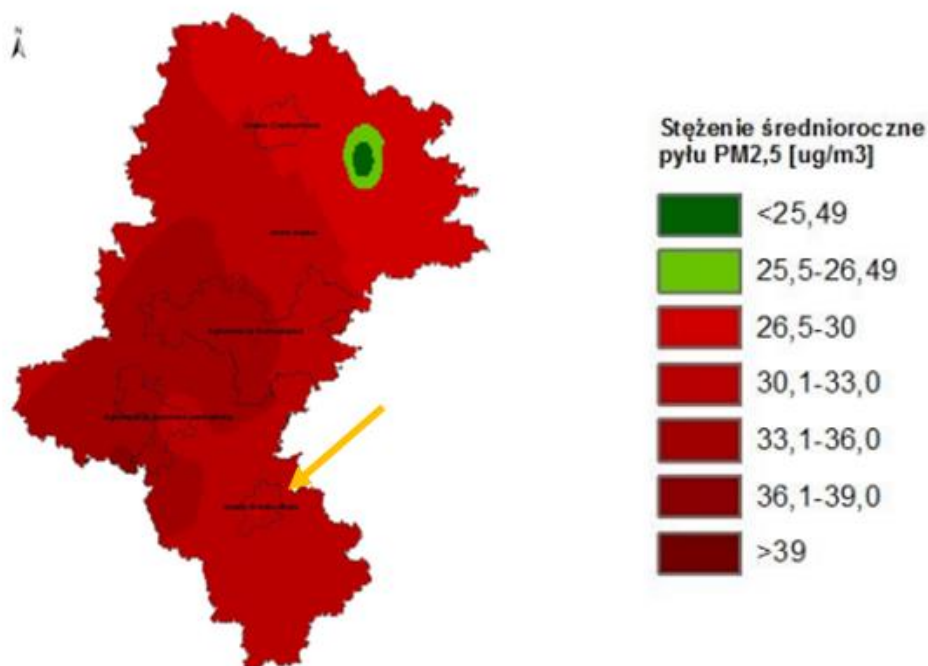 N
Stężenie średnioroczne
pyłu PM2,5 [ug/m3]
<25,49
25,5-26,49
26,5-30
30,1-33,0
33,1-36,0
36,1-39,0
>39